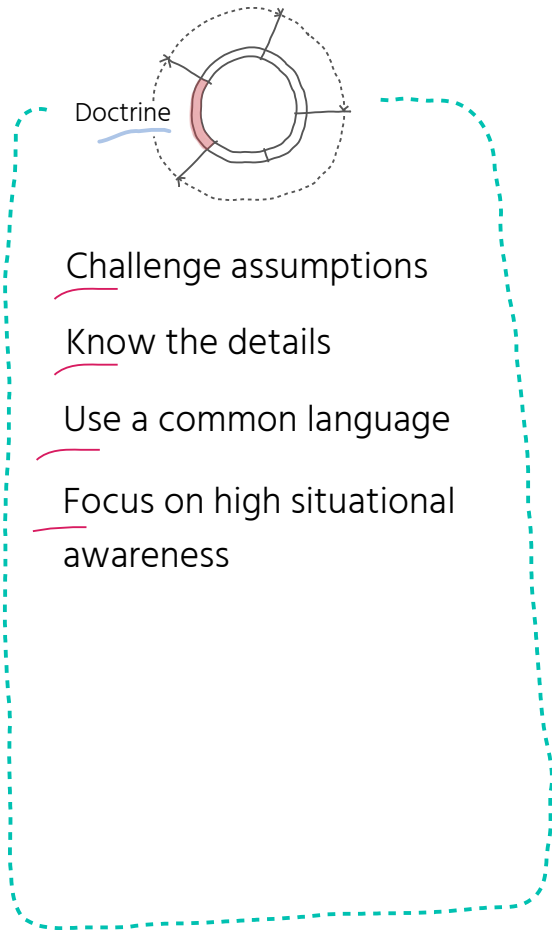 Doctrine
Challenge assumptions
Know the details
Use a common language
Focus on high situational
awareness